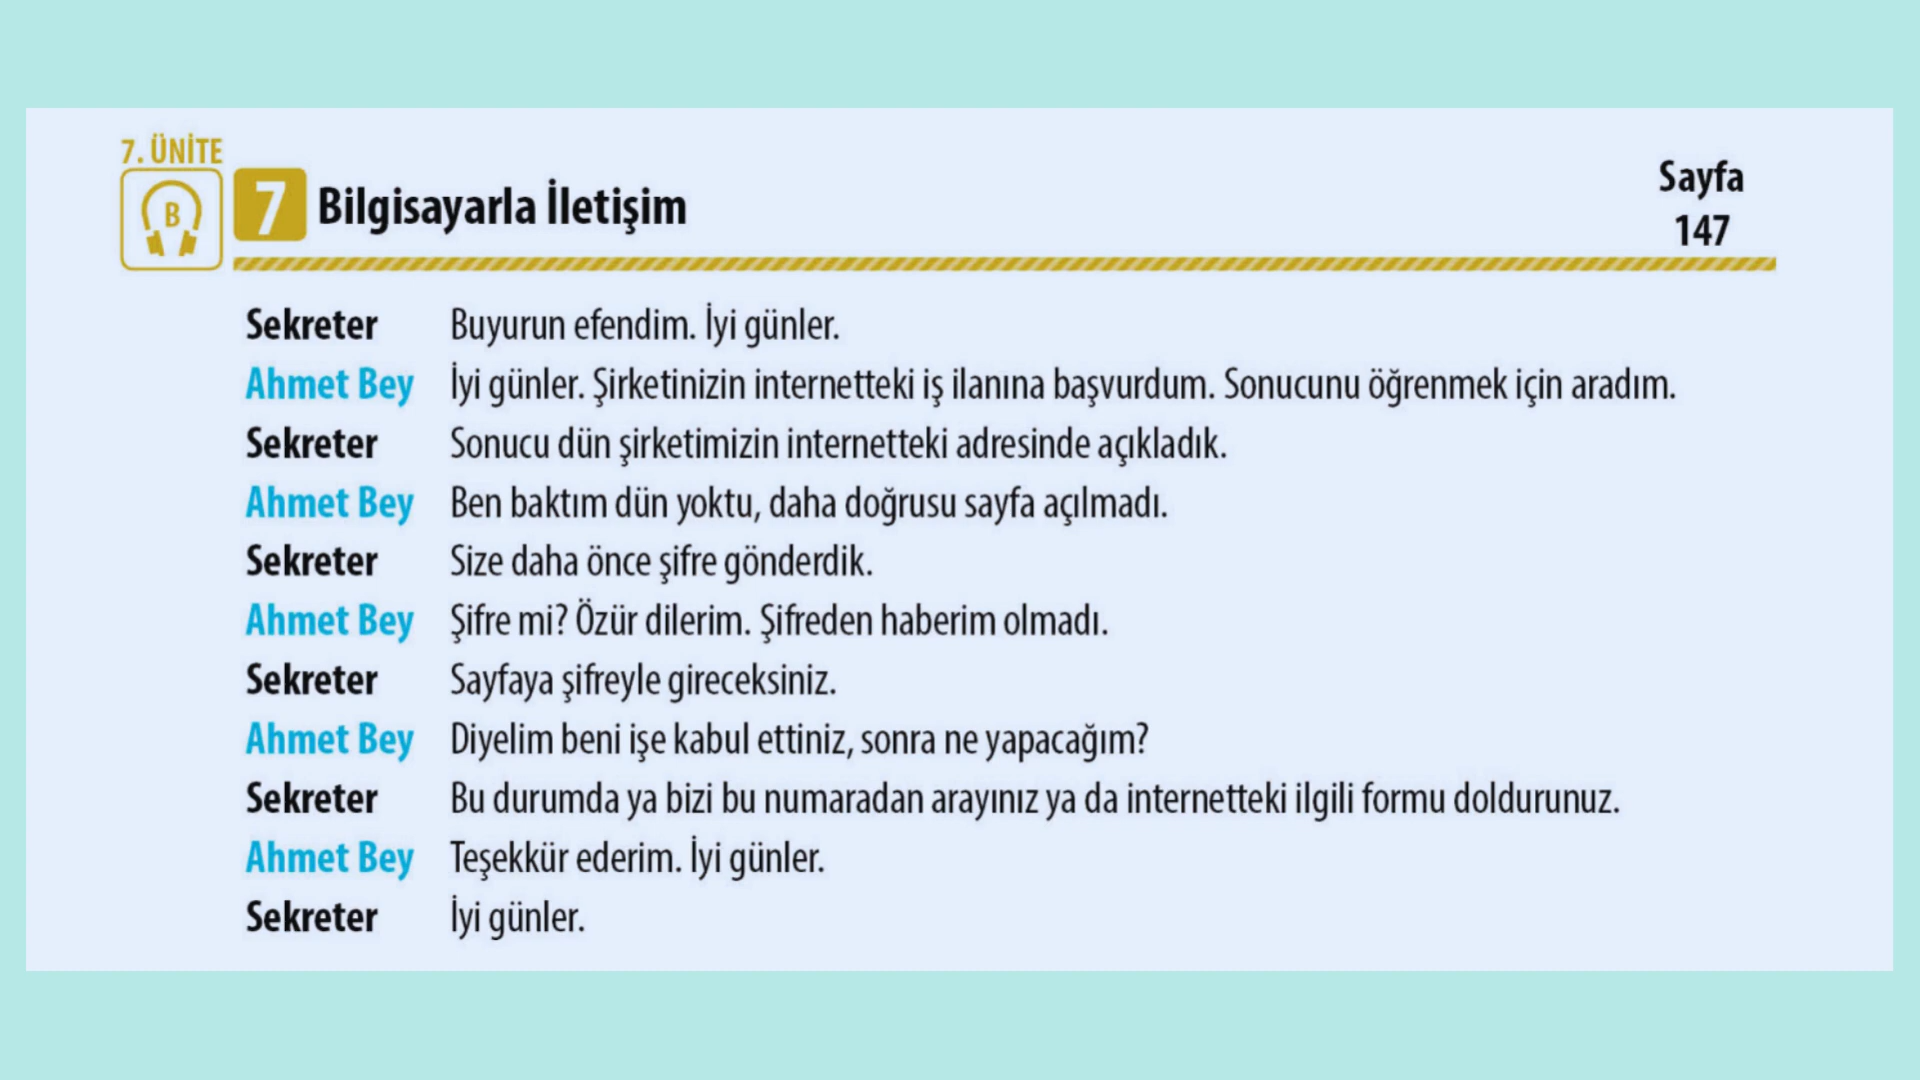 7. ÜNİTE
B
7 Bilgisayarla İletişim
Sayfa
147
Sekreter Buyurun efendim. İyi günler.
Ahmet Bey İyi günler. Şirketinizin internetteki iş ilanına başvurdum. Sonucunu öğrenmek için aradım.
Sekreter Sonucu dün şirketimizin internetteki adresinde açıkladık.
Ahmet Bey Ben baktım dün yoktu, daha doğrusu sayfa açılmadı.
Sekreter Size daha önce şifre gönderdik.
Ahmet Bey Şifre mi? Özür dilerim. Şifreden haberim olmadı.
Sekreter Sayfaya şifreyle gireceksiniz.
Ahmet Bey Diyelim beni işe kabul ettiniz, sonra ne yapacağım?
Sekreter Bu durumda ya bizi bu numaradan arayınız ya da internetteki ilgili formu doldurunuz.
Ahmet Bey Teşekkür ederim. İyi günler.
Sekreter İyi günler.